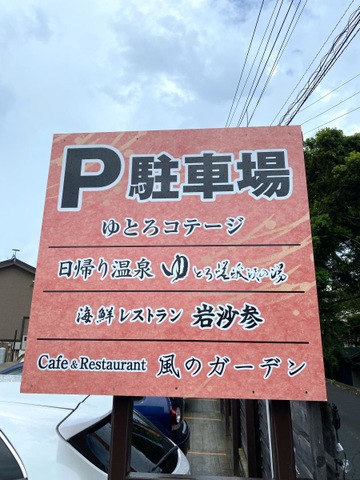 P駐車場
ゆとろコテージ
日帰り温泉 ゆとろ嵯峨沢の湯
海鮮レストラン 岩沙参
Cafe & Restaurant 風のガーデン